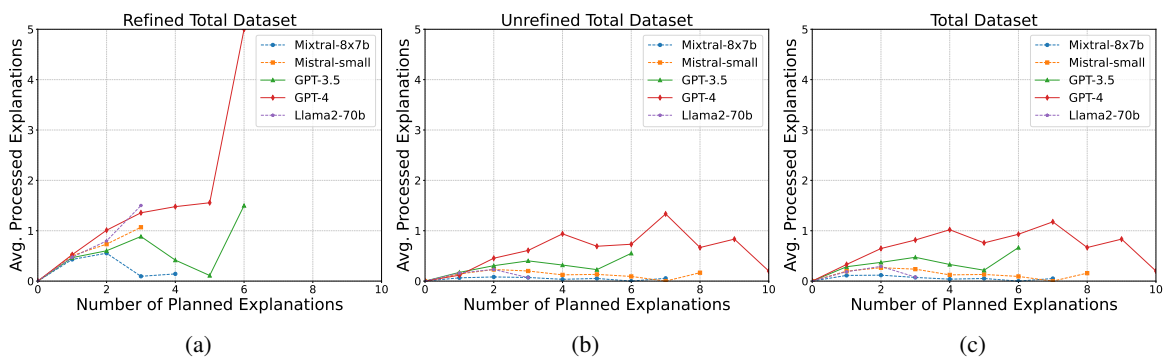 Refined Total Dataset
5
4
3
2
1
0
Avg. Processed Explanations
Mixtral-8x7b
Mistral-small
GPT-3.5
GPT-4
Llama2-70b
0 2 4 6 8 10
Number of Planned Explanations
(a)
Unrefined Total Dataset
5
4
3
2
1
0
Avg. Processed Explanations
Mixtral-8x7b
Mistral-small
GPT-3.5
GPT-4
Llama2-70b
0 2 4 6 8 10
Number of Planned Explanations
(b)
Total Dataset
5
4
3
2
1
0
Avg. Processed Explanations
Mixtral-8x7b
Mistral-small
GPT-3.5
GPT-4
Llama2-70b
0 2 4 6 8 10
Number of Planned Explanations
(c)